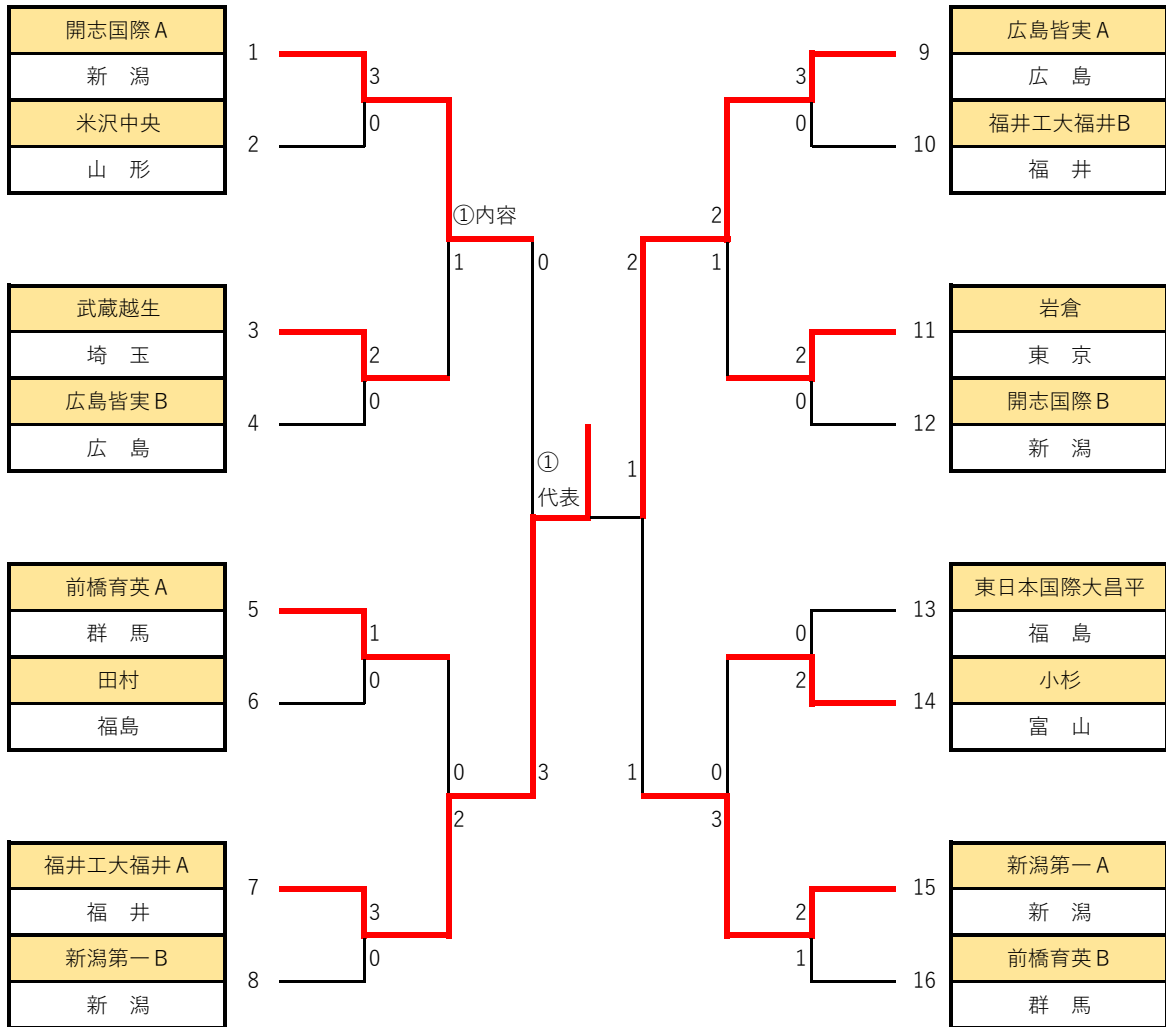 開志国際A
1
新　潟
3
米沢中央
0
2
山　形
①内容
1
0
武蔵越生
3
埼　玉
2
広島皆実B
0
4
広　島
①
代表
前橋育英A
5
群　馬
1
田村
0
6
福島
0
3
2
福井工大福井A
7
福　井
3
新潟第一B
0
8
新　潟
広島皆実A
9
広　島
3
福井工大福井B
0
10
福　井
2
2
1
岩倉
11
東　京
2
開志国際B
0
12
新　潟
1
東日本国際大昌平
13
福　島
0
小杉
2
14
富　山
1
0
3
新潟第一A
15
新　潟
2
前橋育英B
1
16
群　馬